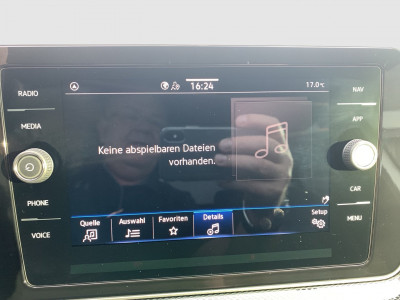 RADIO
MEDIA
PHONE
VOICE
16:24
17.0°C
Keine abspielbaren Dateien
vorhanden.
Quelle
Auswahl
Favoriten
Details
Setup
NAV
APP
CAR
MENU